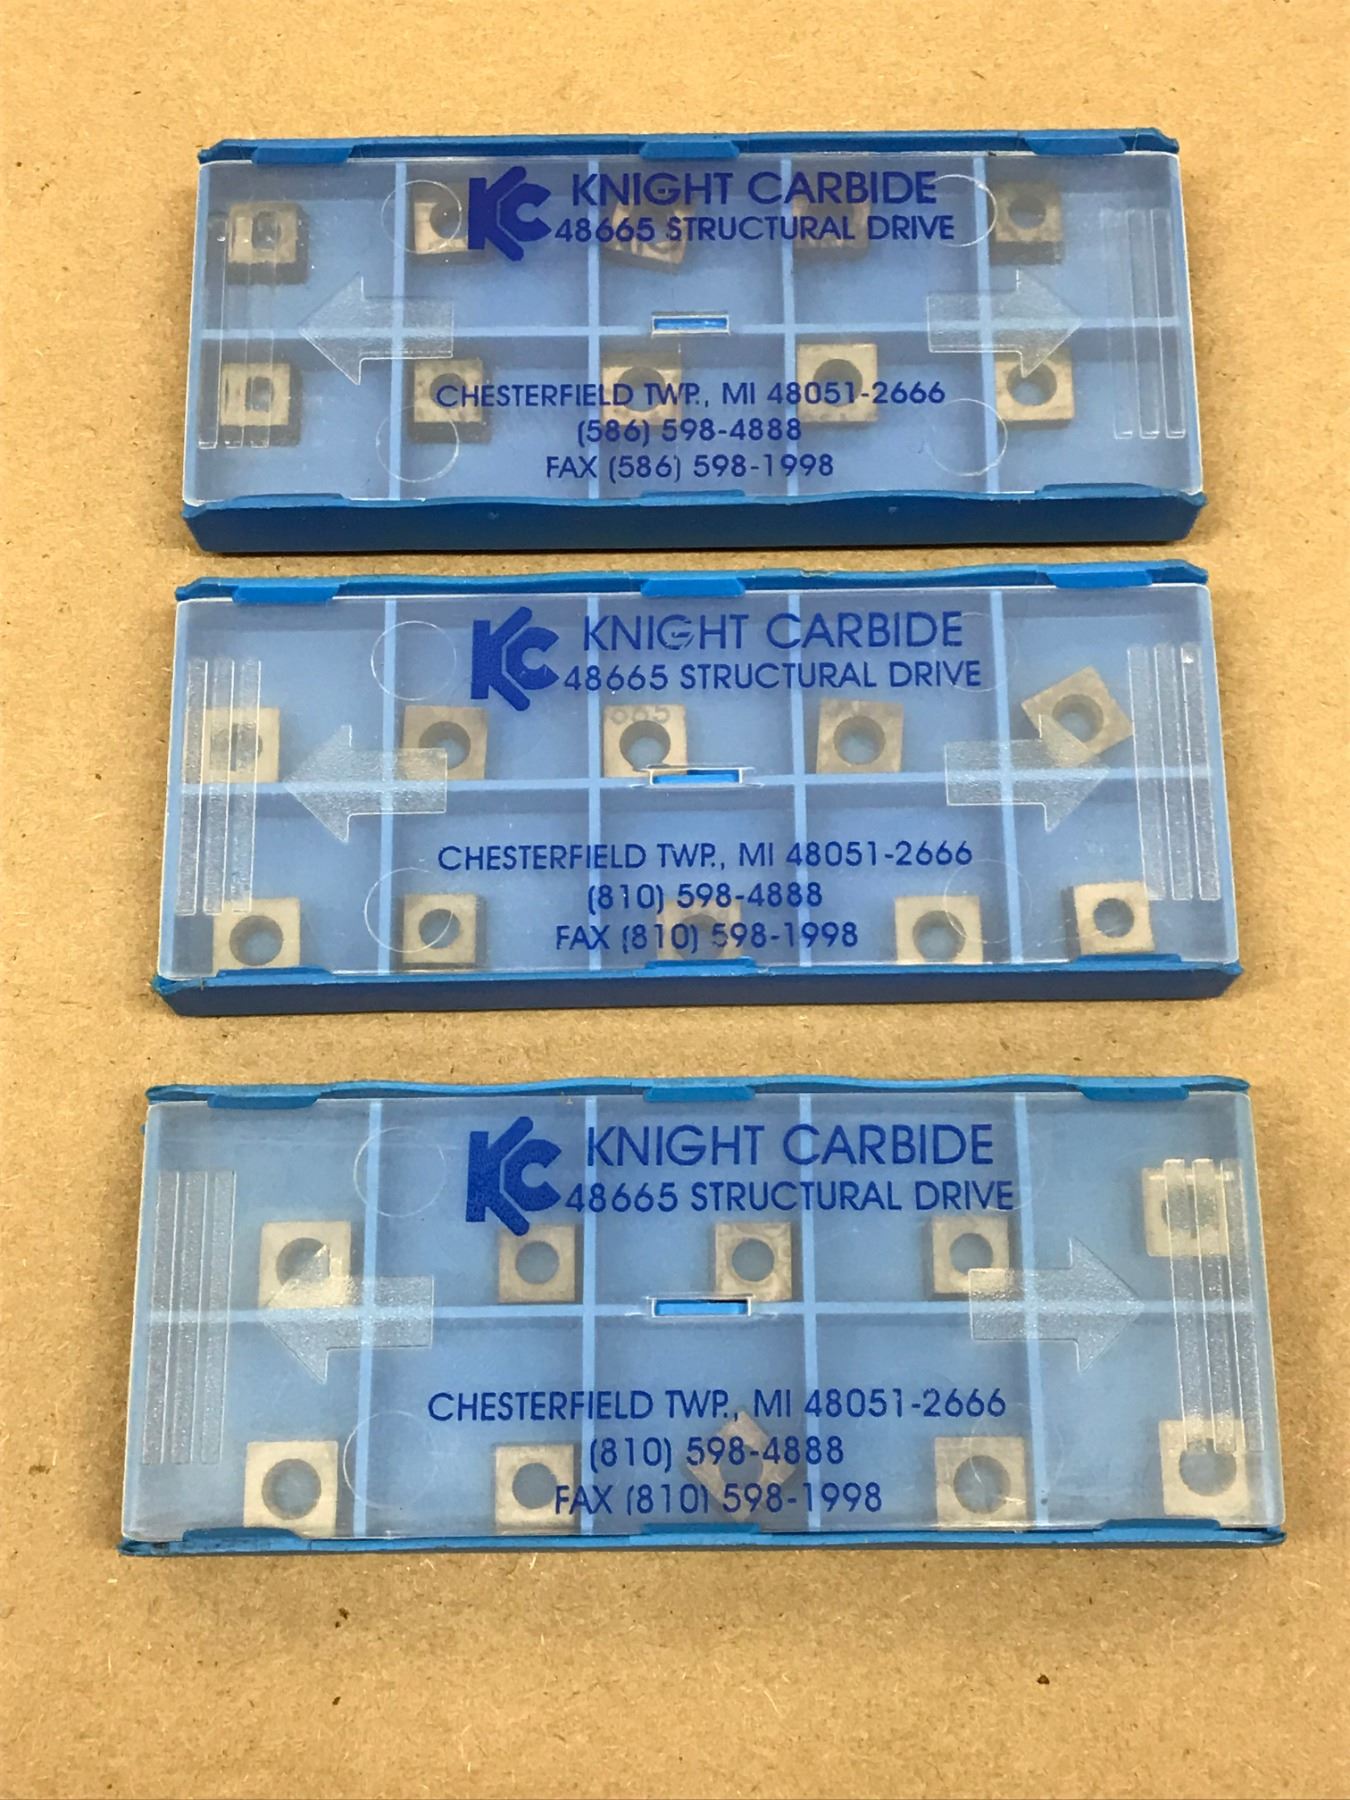 KC KNIGHT CARBIDE
48665 STRUCTURAL DRIVE
CHESTERFIELD TWP., MI 48051-2666
(586) 598-4888
FAX (586) 598-1998
KC KNIGHT CARBIDE
48665 STRUCTURAL DRIVE
CHESTERFIELD TWP., MI 48051-2666
(810) 598-4888
FAX (810) 598-1998
KC KNIGHT CARBIDE
48665 STRUCTURAL DRIVE
CHESTERFIELD TWP., MI 48051-2666
(810) 598-4888
FAX (810) 598-1998